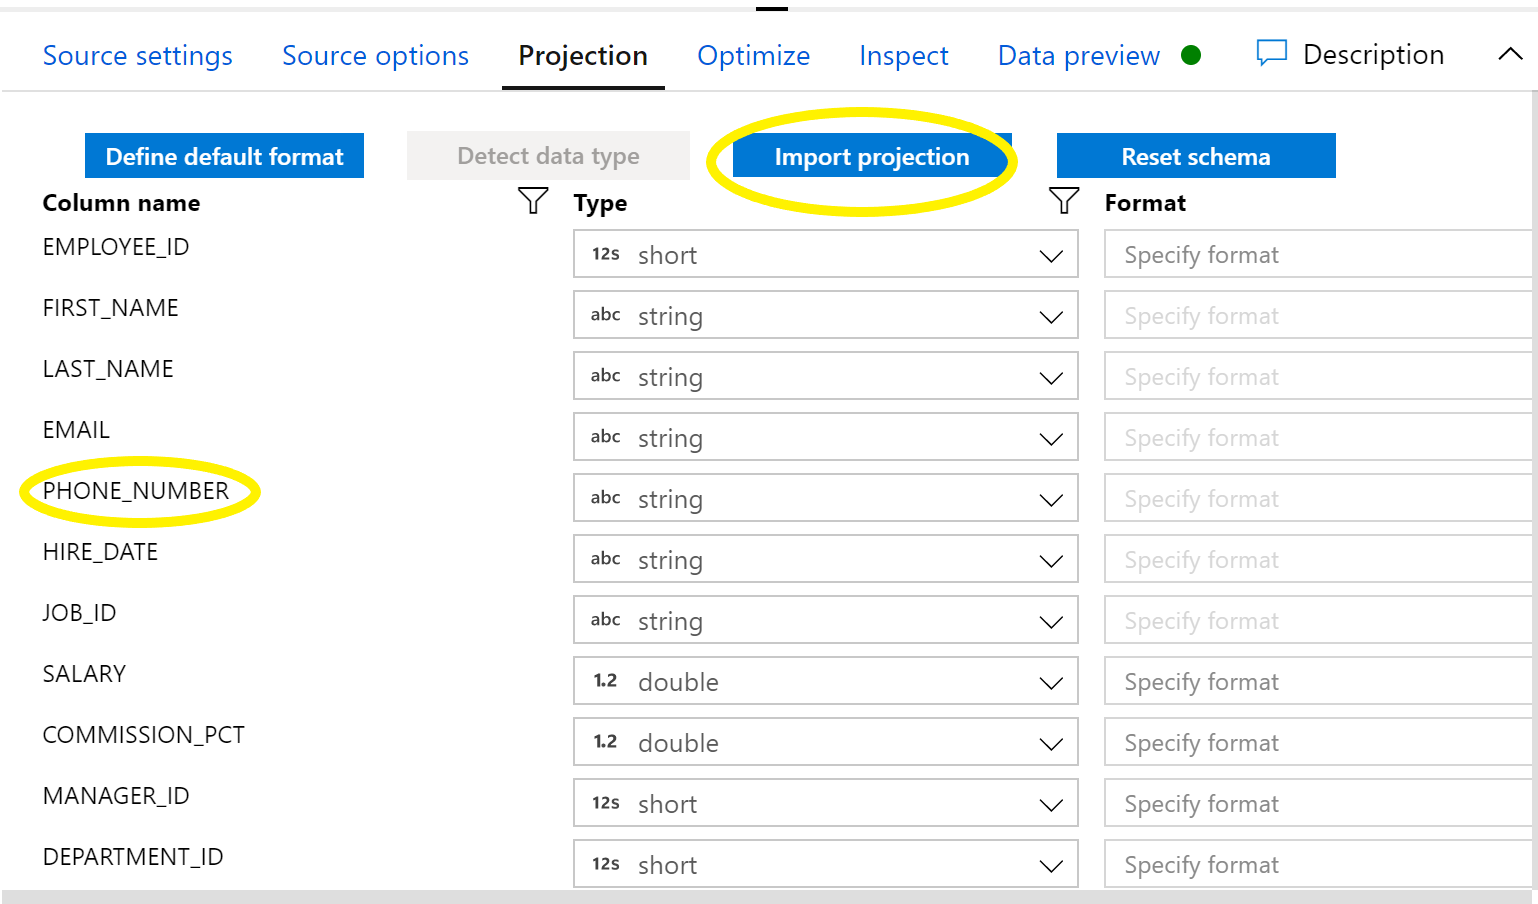 Source settings Source options Projection Optimize Inspect Data preview Description
Define default format Detect data type Import projection Reset schema
Column name Type Format
EMPLOYEE_ID 12s short Specify format
FIRST_NAME abc string Specify format
LAST_NAME abc string Specify format
EMAIL abc string Specify format
PHONE_NUMBER abc string Specify format
HIRE_DATE abc string Specify format
JOB_ID abc string Specify format
SALARY 1.2 double Specify format
COMMISSION_PCT 1.2 double Specify format
MANAGER_ID 12s short Specify format
DEPARTMENT_ID 12s short Specify format